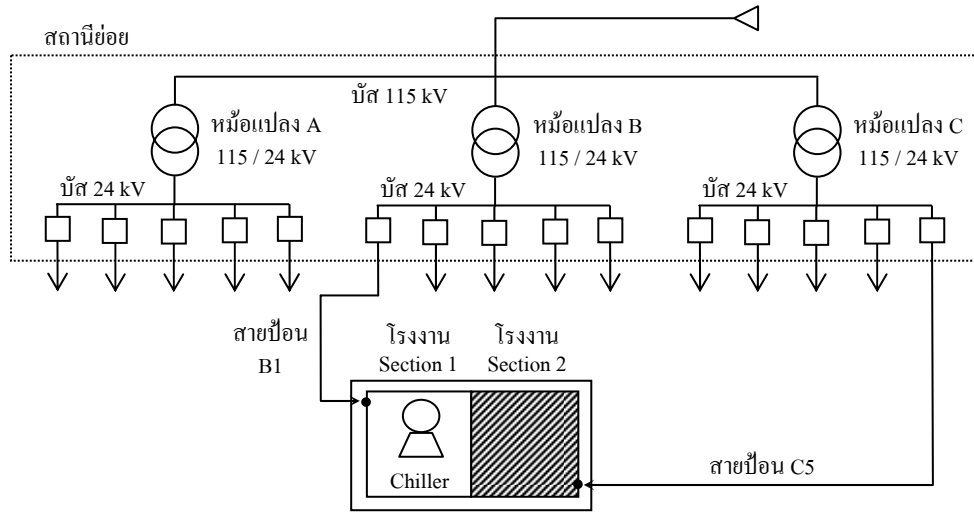 สถานีย่อย
บัส 115 kV
หม้อแปลง A
115 / 24 kV
หม้อแปลง B
115 / 24 kV
หม้อแปลง C
115 / 24 kV
บัส 24 kV
บัส 24 kV
บัส 24 kV
สายป้อน
B1
โรงงาน
Section 1
โรงงาน
Section 2
Chiller
สายป้อน C5